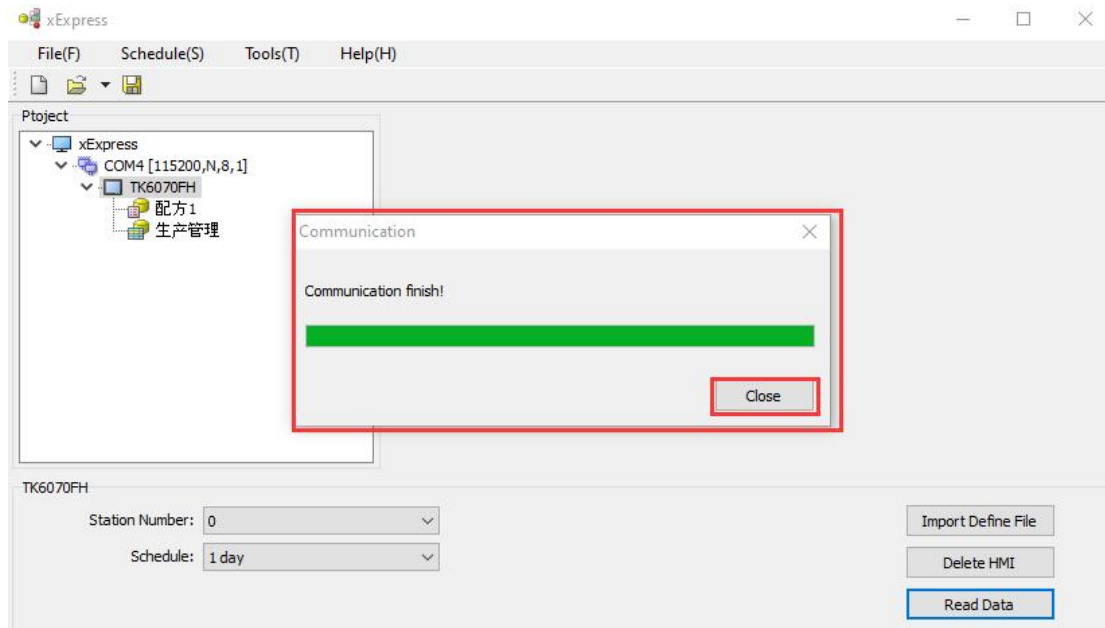 xExpress
File(F) Schedule(S) Tools(T) Help(H)
Ptoject
xExpress
COM4 [115200,N,8,1]
TK6070FH
配方1
生产管理
Communication
Communication finish!
Close
TK6070FH
Station Number: 0
Schedule: 1 day
Import Define File
Delete HMI
Read Data